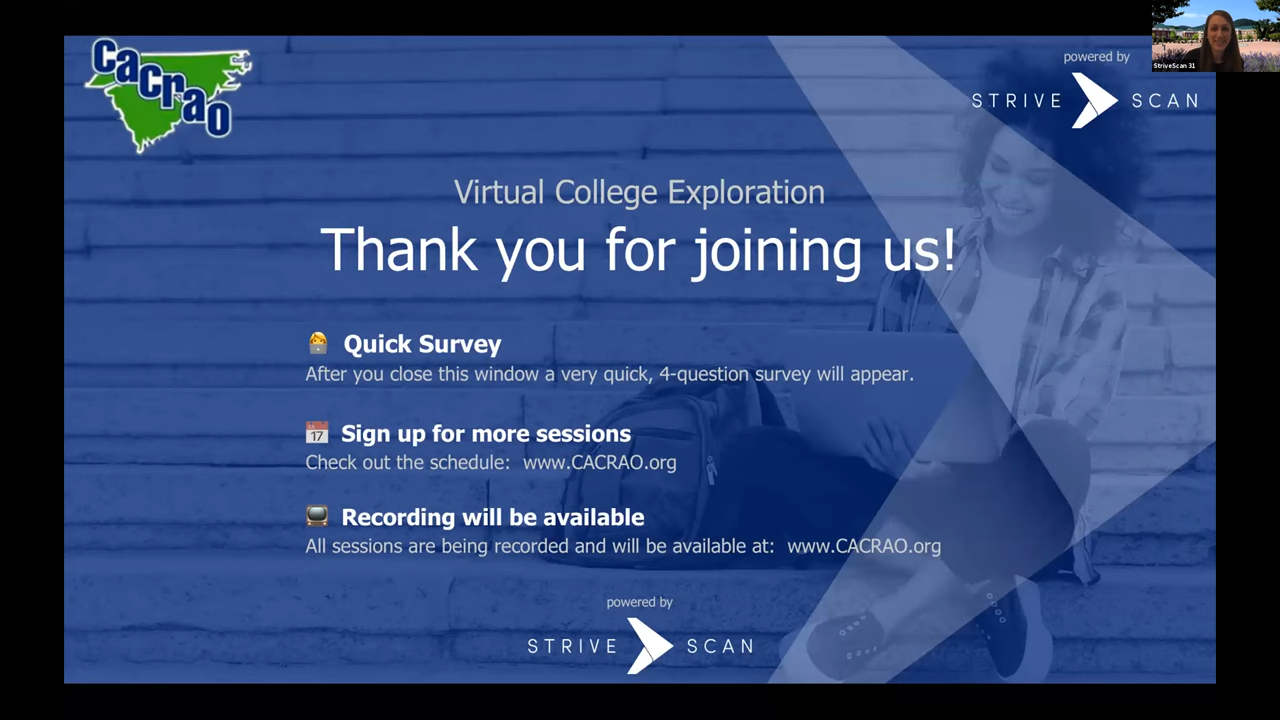 cacrao
powered by
STRIVE SCAN
StriveScan 31
Virtual College Exploration
Thank you for joining us!
Quick Survey
After you close this window a very quick, 4-question survey will appear.
17
Sign up for more sessions
Check out the schedule: www.CACRAO.org
Recording will be available
All sessions are being recorded and will be available at: www.CACRAO.org
powered by
STRIVE SCAN